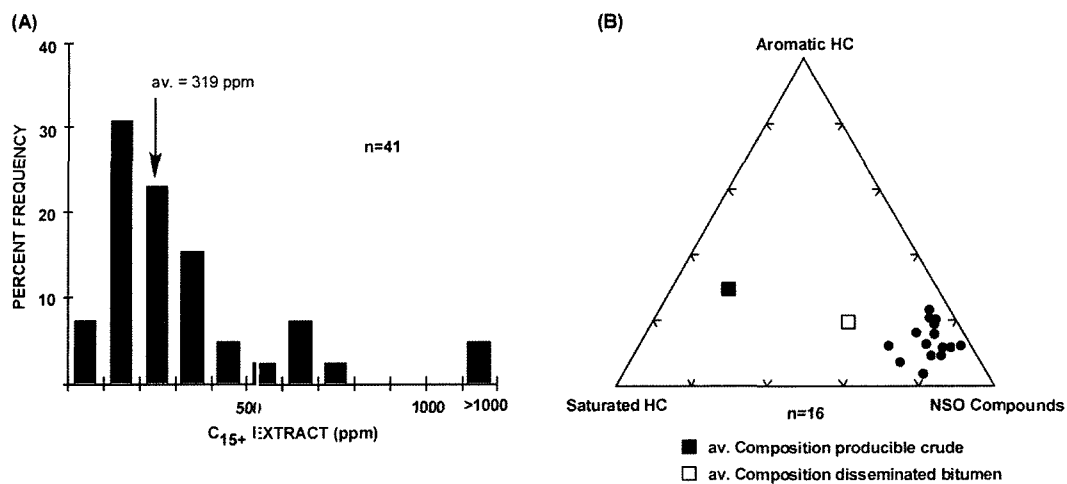 (A)
40
30
20
10
PERCENT FREQUENCY
av. = 319 ppm
n=41
500
1000
>1000
C15+ EXTRACT (ppm)
(B)
Aromatic HC
Saturated HC
NSO Compounds
n=16
av. Composition producible crude
av. Composition disseminated bitumen